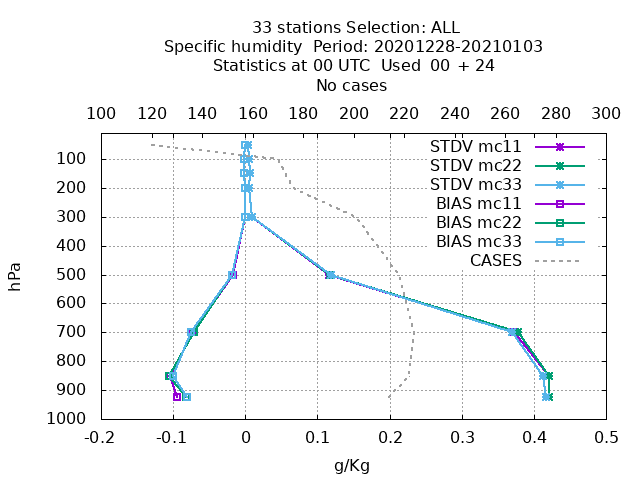 33 stations Selection: ALL
Specific humidity  Period: 20201228-20210103
Statistics at 00 UTC  Used  00 + 24
No cases
100 120 140 160 180 200 220 240 260 280 300
STDV mc11
STDV mc22
STDV mc33
BIAS mc11
BIAS mc22
BIAS mc33
CASES
hPa
100
200
300
400
500
600
700
800
900
1000
-0.2 -0.1 0 0.1 0.2 0.3 0.4 0.5
g/Kg